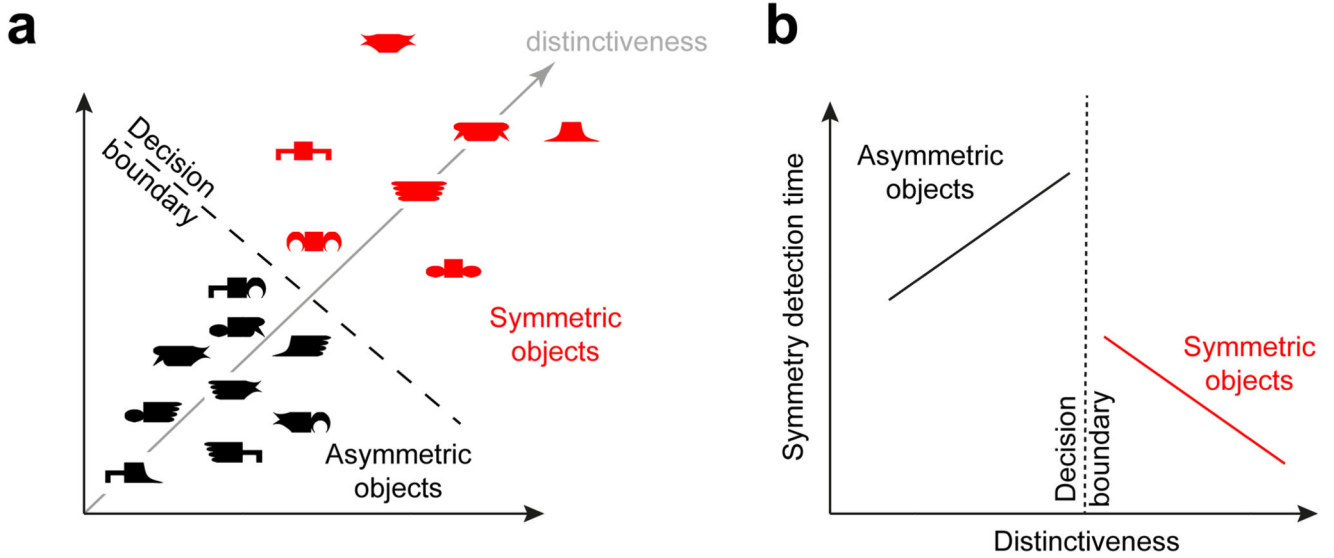 a
distinctiveness
Decision
boundary
Symmetric
objects
Asymmetric
objects
b
Symmetry detection time
Asymmetric
objects
Symmetric
objects
Decision
boundary
Distinctiveness